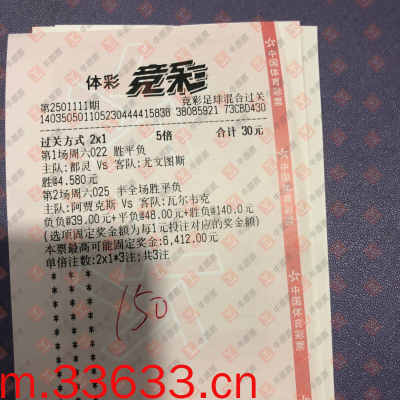 体彩 竞彩
第2501111期 竞彩足球混合过关
140350501105230444415838 38085921 73CBD430
过关方式 2x1 5倍 合计 30元
第1场周六022 胜平负
主队:都灵 Vs 客队:尤文图斯
胜@4.580元
第2场周六025 半全场胜平负
主队:阿贾克斯 Vs 客队:瓦尔韦克
负负@39.00元+平负@48.00元+胜负@140.0元
(选项固定奖金额为每1元投注对应的奖金额)
本票最高可能固定奖金:6,412.00元
单倍注数:2x1*3注;共3注
150
中国体育彩票
中国体育彩票
m.33633.cn